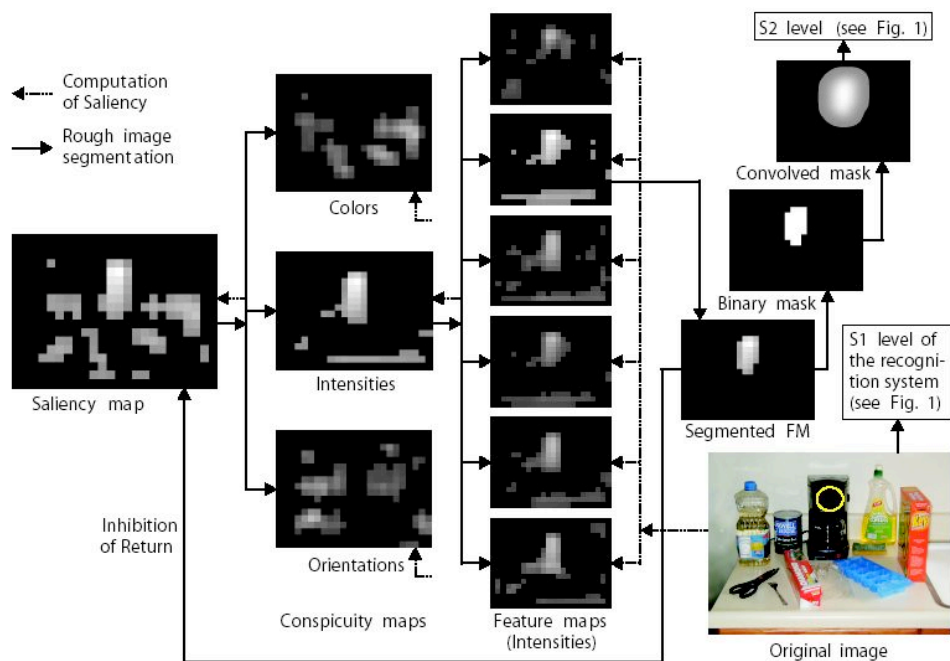 S2 level (see Fig. 1)
Computation
of Saliency
Rough image
segmentation
Colors
Convolved mask
Binary mask
S1 level of
the recogni-
tion system
(see Fig. 1)
Saliency map
Intensities
Segmented FM
Inhibition
of Return
Orientations
Conspicuity maps
Feature maps
(Intensities)
Original image